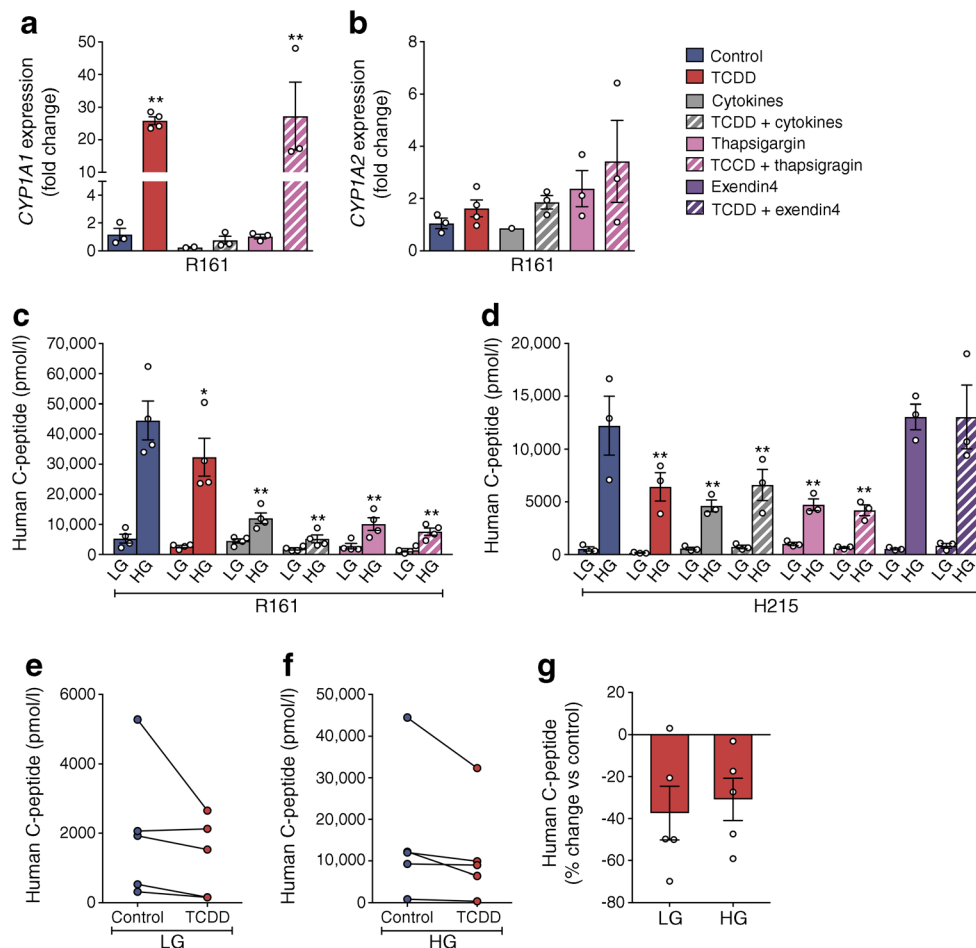 a
CYP1A1 expression
(fold change)
50
40
30
20
10
2
1
0
**
**
R161
b
CYP1A2 expression
(fold change)
8
6
4
2
0
R161
Control
TCDD
Cytokines
TCDD + cytokines
Thapsigargin
TCCD + thapsigragin
Exendin4
TCDD + exendin4
c
Human C-peptide (pmol/l)
70,000
60,000
50,000
40,000
30,000
20,000
10,000
0
*
**
**
**
**
LG HG LG HG LG HG LG HG LG HG LG HG
R161
d
Human C-peptide (pmol/l)
20,000
15,000
10,000
5000
0
**
**
**
**
**
LG HG LG HG LG HG LG HG LG HG LG HG LG HG LG HG
H215
e
Human C-peptide (pmol/l)
6000
4000
2000
0
Control TCDD
LG
f
Human C-peptide (pmol/l)
50,000
40,000
30,000
20,000
10,000
0
Control TCDD
HG
g
Human C-peptide
(% change vs control)
20
0
-20
-40
-60
-80
LG HG